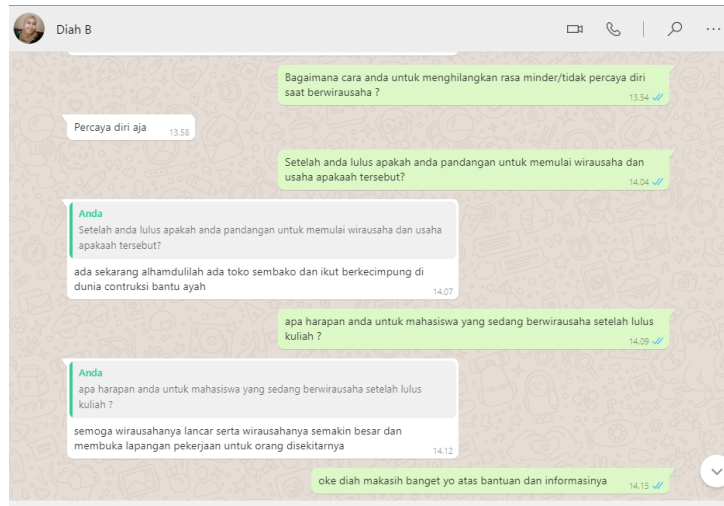 Diah B
Bagaimana cara anda untuk menghilangkan rasa minder/tidak percaya diri
saat berwirausaha ?
13.54
Percaya diri aja
13.58
Setelah anda lulus apakah anda pandangan untuk memulai wirausaha dan
usaha apakaah tersebut?
14.04
Anda
Setelah anda lulus apakah anda pandangan untuk memulai wirausaha dan usaha
apakaah tersebut?
ada sekarang alhamdulilah ada toko sembako dan ikut berkecimpung di
dunia contruksi bantu ayah
14.07
apa harapan anda untuk mahasiswa yang sedang berwirausaha setelah lulus
kuliah ?
14.09
Anda
apa harapan anda untuk mahasiswa yang sedang berwirausaha setelah lulus
kuliah ?
semoga wirausahanya lancar serta wirausahanya semakin besar dan
membuka lapangan pekerjaan untuk orang disekitarnya
14.12
oke diah makasih banget yo atas bantuan dan informasinya
14.15